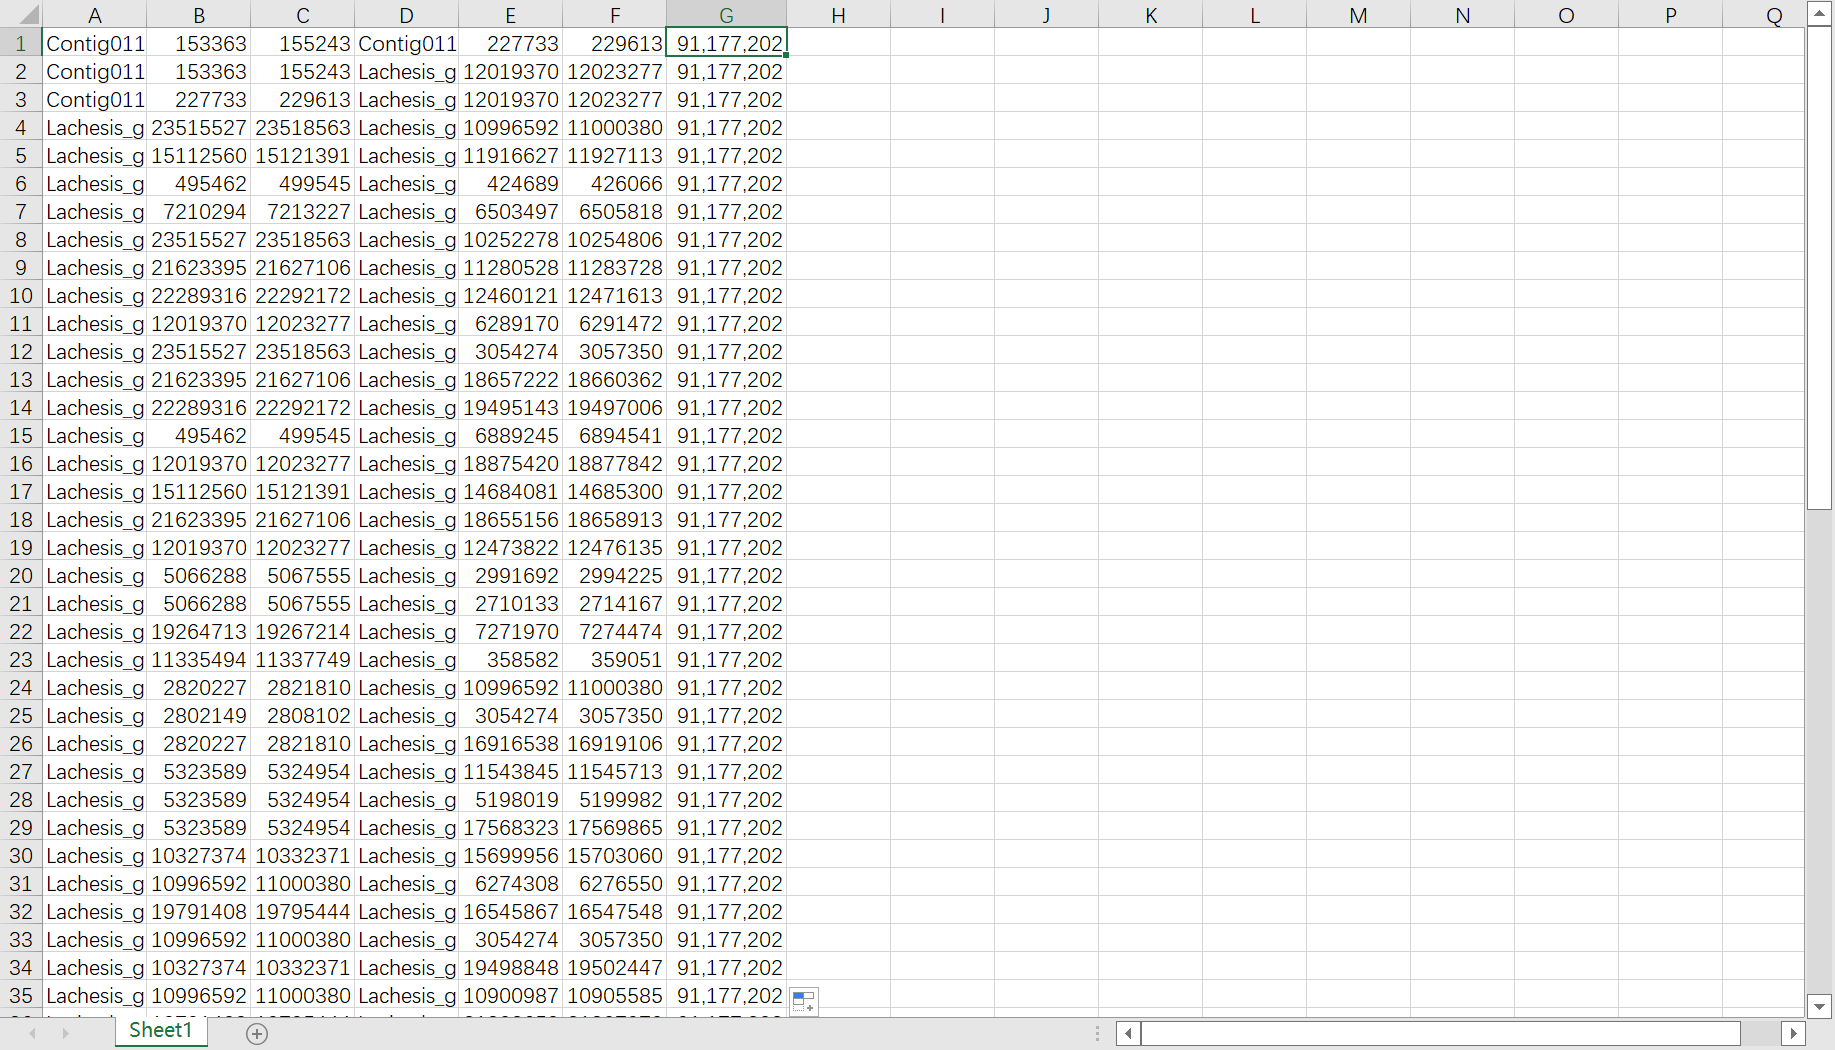 A B C D E F G H I J K L M N O P Q
1 Contig011 153363 155243 Contig011 227733 229613 91,177,202
2 Contig011 153363 155243 Lachesis_g 12019370 12023277 91,177,202
3 Contig011 227733 229613 Lachesis_g 12019370 12023277 91,177,202
4 Lachesis_g 23515527 23518563 Lachesis_g 10996592 11000380 91,177,202
5 Lachesis_g 15112560 15121391 Lachesis_g 11916627 11927113 91,177,202
6 Lachesis_g 495462 499545 Lachesis_g 424689 426066 91,177,202
7 Lachesis_g 7210294 7213227 Lachesis_g 6503497 6505818 91,177,202
8 Lachesis_g 23515527 23518563 Lachesis_g 10252278 10254806 91,177,202
9 Lachesis_g 21623395 21627106 Lachesis_g 11280528 11283728 91,177,202
10 Lachesis_g 22289316 22292172 Lachesis_g 12460121 12471613 91,177,202
11 Lachesis_g 12019370 12023277 Lachesis_g 6289170 6291472 91,177,202
12 Lachesis_g 23515527 23518563 Lachesis_g 3054274 3057350 91,177,202
13 Lachesis_g 21623395 21627106 Lachesis_g 18657222 18660362 91,177,202
14 Lachesis_g 22289316 22292172 Lachesis_g 19495143 19497006 91,177,202
15 Lachesis_g 495462 499545 Lachesis_g 6889245 6894541 91,177,202
16 Lachesis_g 12019370 12023277 Lachesis_g 18875420 18877842 91,177,202
17 Lachesis_g 15112560 15121391 Lachesis_g 14684081 14685300 91,177,202
18 Lachesis_g 21623395 21627106 Lachesis_g 18655156 18658913 91,177,202
19 Lachesis_g 12019370 12023277 Lachesis_g 12473822 12476135 91,177,202
20 Lachesis_g 5066288 5067555 Lachesis_g 2991692 2994225 91,177,202
21 Lachesis_g 5066288 5067555 Lachesis_g 2710133 2714167 91,177,202
22 Lachesis_g 19264713 19267214 Lachesis_g 7271970 7274474 91,177,202
23 Lachesis_g 11335494 11337749 Lachesis_g 358582 359051 91,177,202
24 Lachesis_g 2820227 2821810 Lachesis_g 10996592 11000380 91,177,202
25 Lachesis_g 2802149 2808102 Lachesis_g 3054274 3057350 91,177,202
26 Lachesis_g 2820227 2821810 Lachesis_g 16916538 16919106 91,177,202
27 Lachesis_g 5323589 5324954 Lachesis_g 11543845 11545713 91,177,202
28 Lachesis_g 5323589 5324954 Lachesis_g 5198019 5199982 91,177,202
29 Lachesis_g 5323589 5324954 Lachesis_g 17568323 17569865 91,177,202
30 Lachesis_g 10327374 10332371 Lachesis_g 15699956 15703060 91,177,202
31 Lachesis_g 10996592 11000380 Lachesis_g 6274308 6276550 91,177,202
32 Lachesis_g 19791408 19795444 Lachesis_g 16545867 16547548 91,177,202
33 Lachesis_g 10996592 11000380 Lachesis_g 3054274 3057350 91,177,202
34 Lachesis_g 10327374 10332371 Lachesis_g 19498848 19502447 91,177,202
35 Lachesis_g 10996592 11000380 Lachesis_g 10900987 10905585 91,177,202
Sheet1